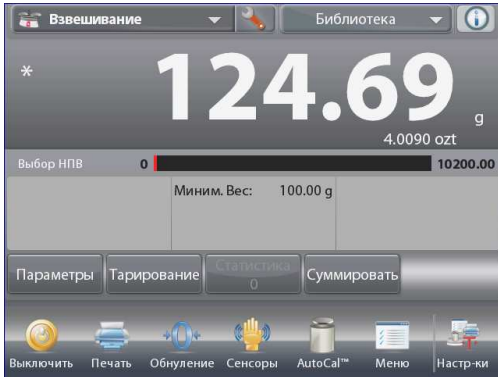 Взвешивание Библиотека
*
124.69 g
4.0090 ozt
Выбор НПВ 0 10200.00
Миним. Вес: 100.00 g
Параметры Тарирование Статистика Суммировать
0
Выключить Печать Обнуление Сенсоры AutoCal™ Меню Настр-ки